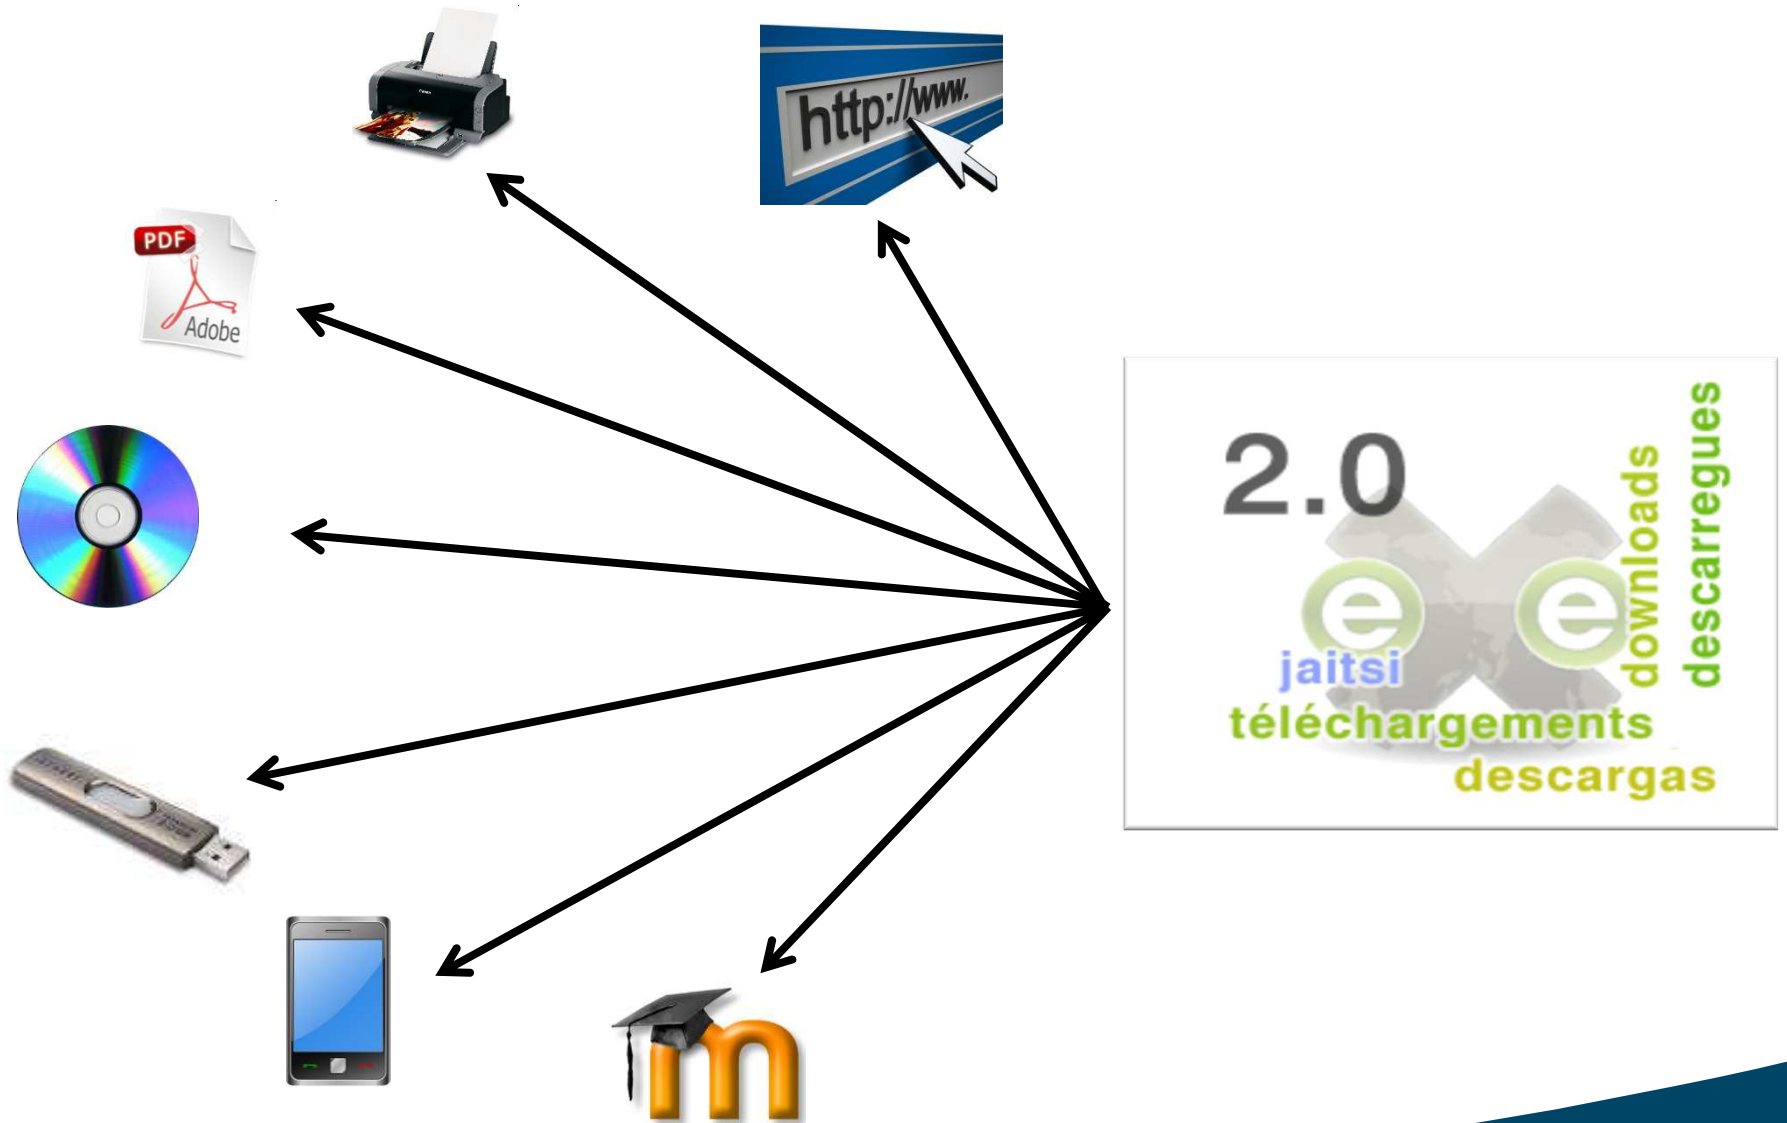 http://www.
PDF
Adobe
2.0
e
e
downloads
descarregues
jaitsi
téléchargements
descargas
m